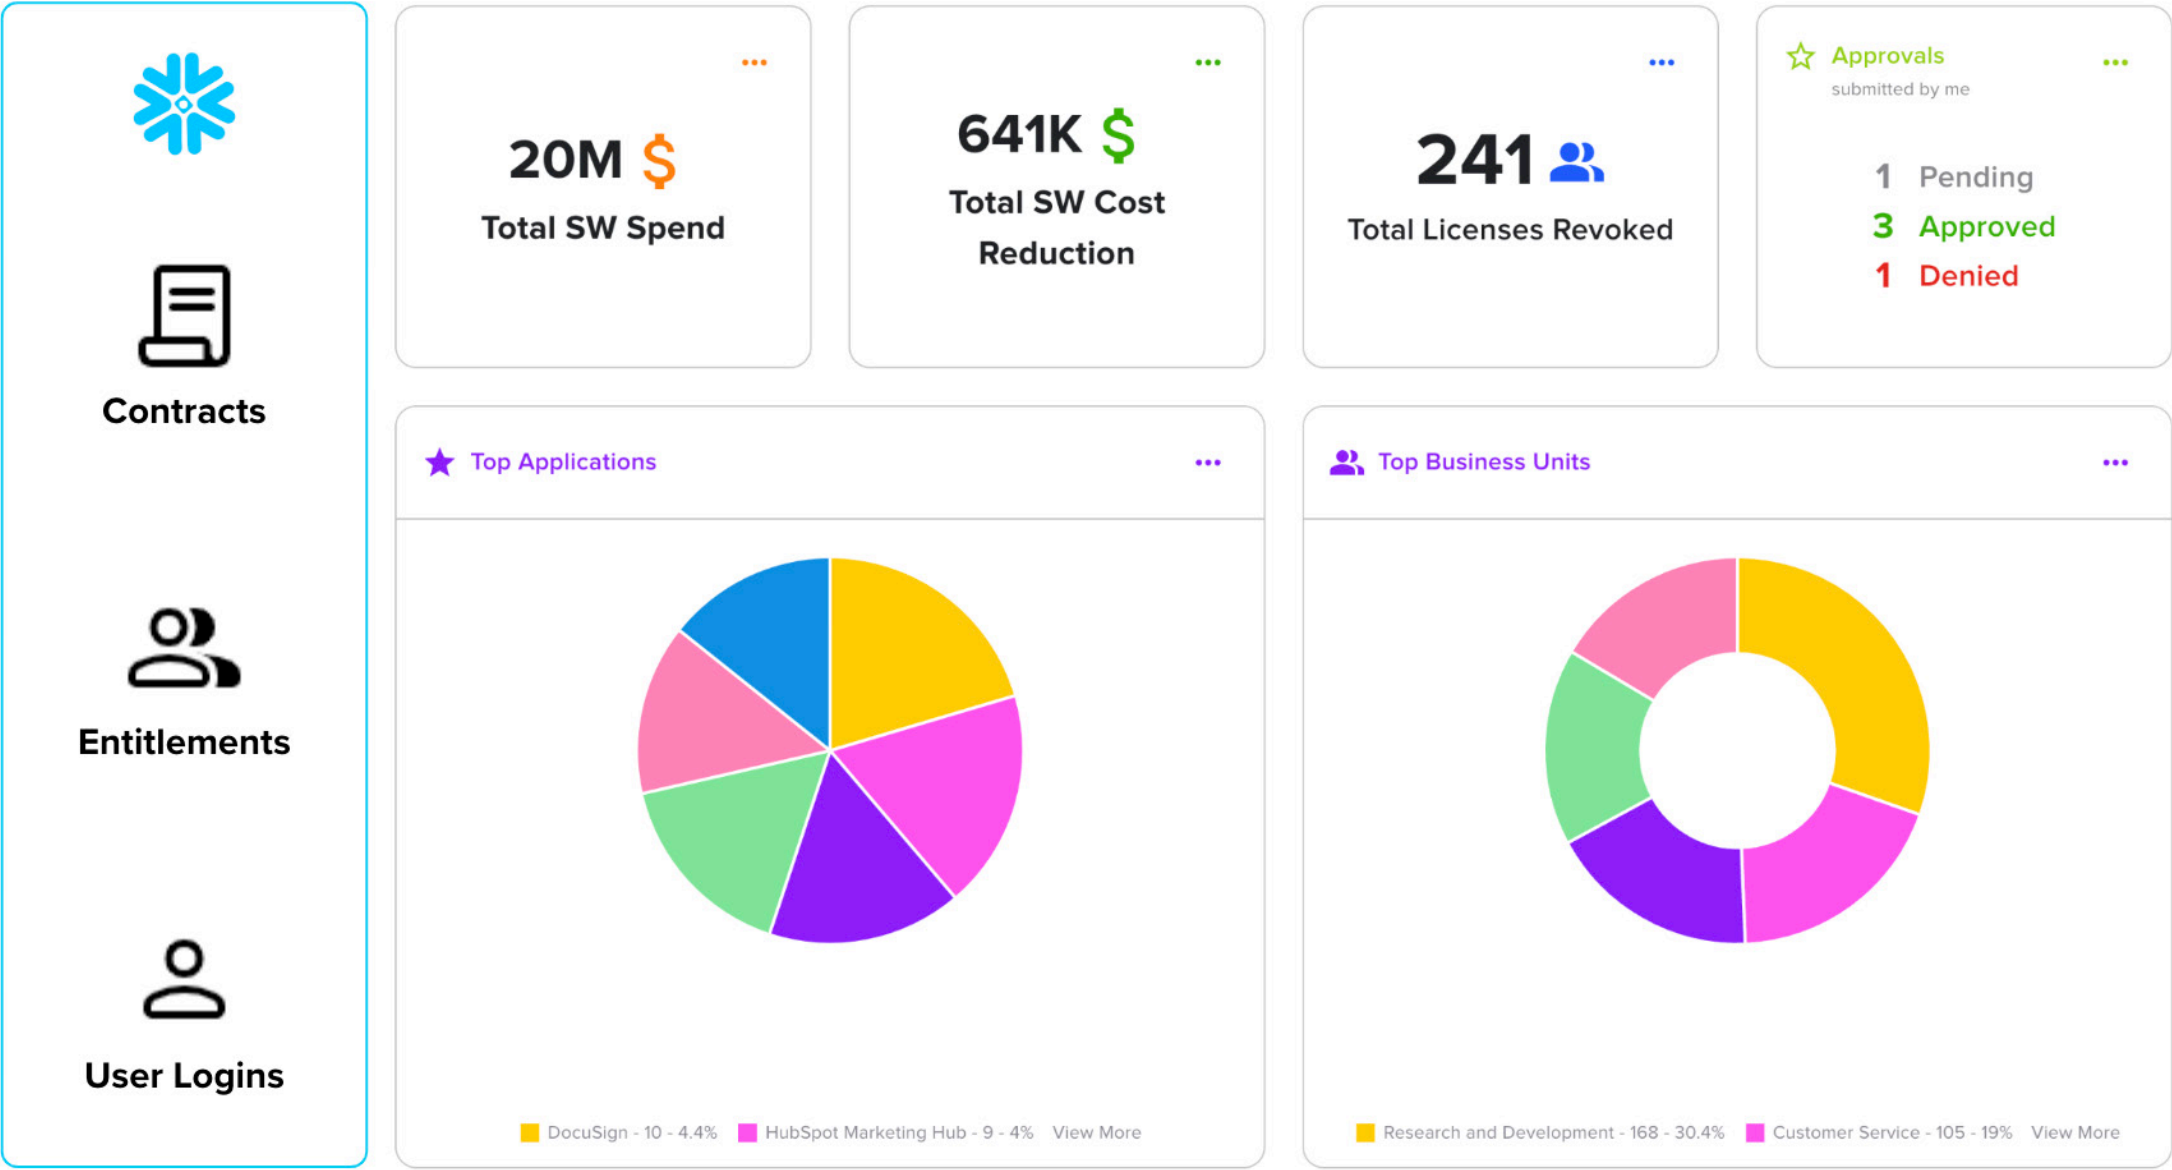 Contracts
Entitlements
User Logins
20M $
Total SW Spend
641K $
Total SW Cost
Reduction
241
Total Licenses Revoked
Approvals
submitted by me
1 Pending
3 Approved
1 Denied
Top Applications
DocuSign - 10 - 4.4% HubSpot Marketing Hub - 9 - 4% View More
Top Business Units
Research and Development - 168 - 30.4% Customer Service - 105 - 19% View More